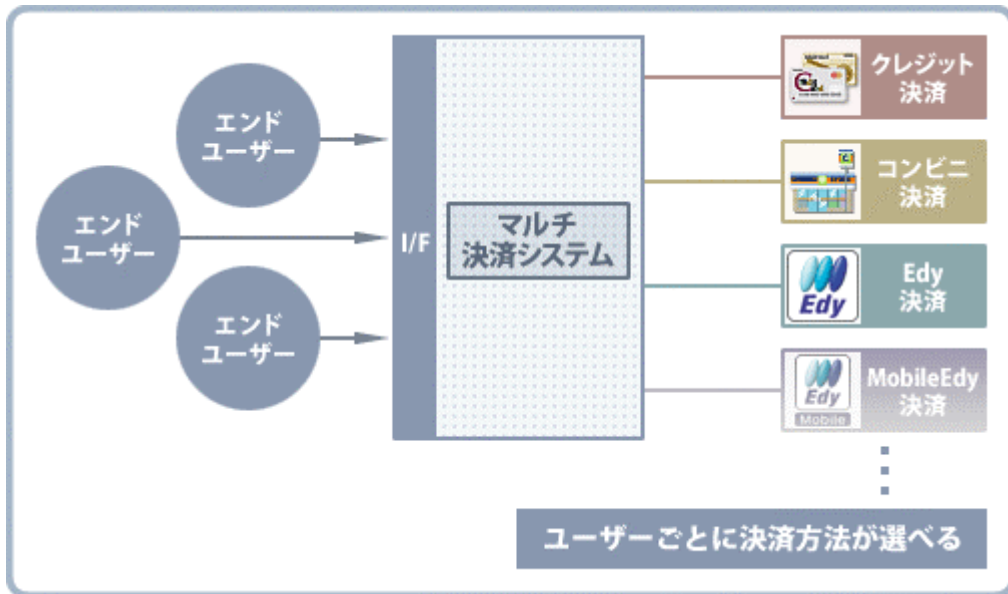 エンド
ユーザー
エンド
ユーザー
エンド
ユーザー
I/F
マルチ
決済システム
クレジット
決済
コンビニ
決済
Edy
Edy
決済
Edy
Mobile
MobileEdy
決済
ユーザーごとに決済方法が選べる